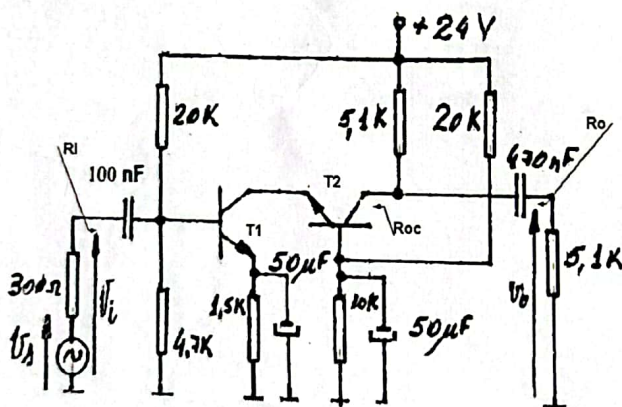 +24V
20K
5,1K
20K
470nF
Ro
RI
100 nF
T2
T1
Roc
50µF
300Ω
Vi
1,5K
5,1K
Vs
4,7K
50µF
Vo